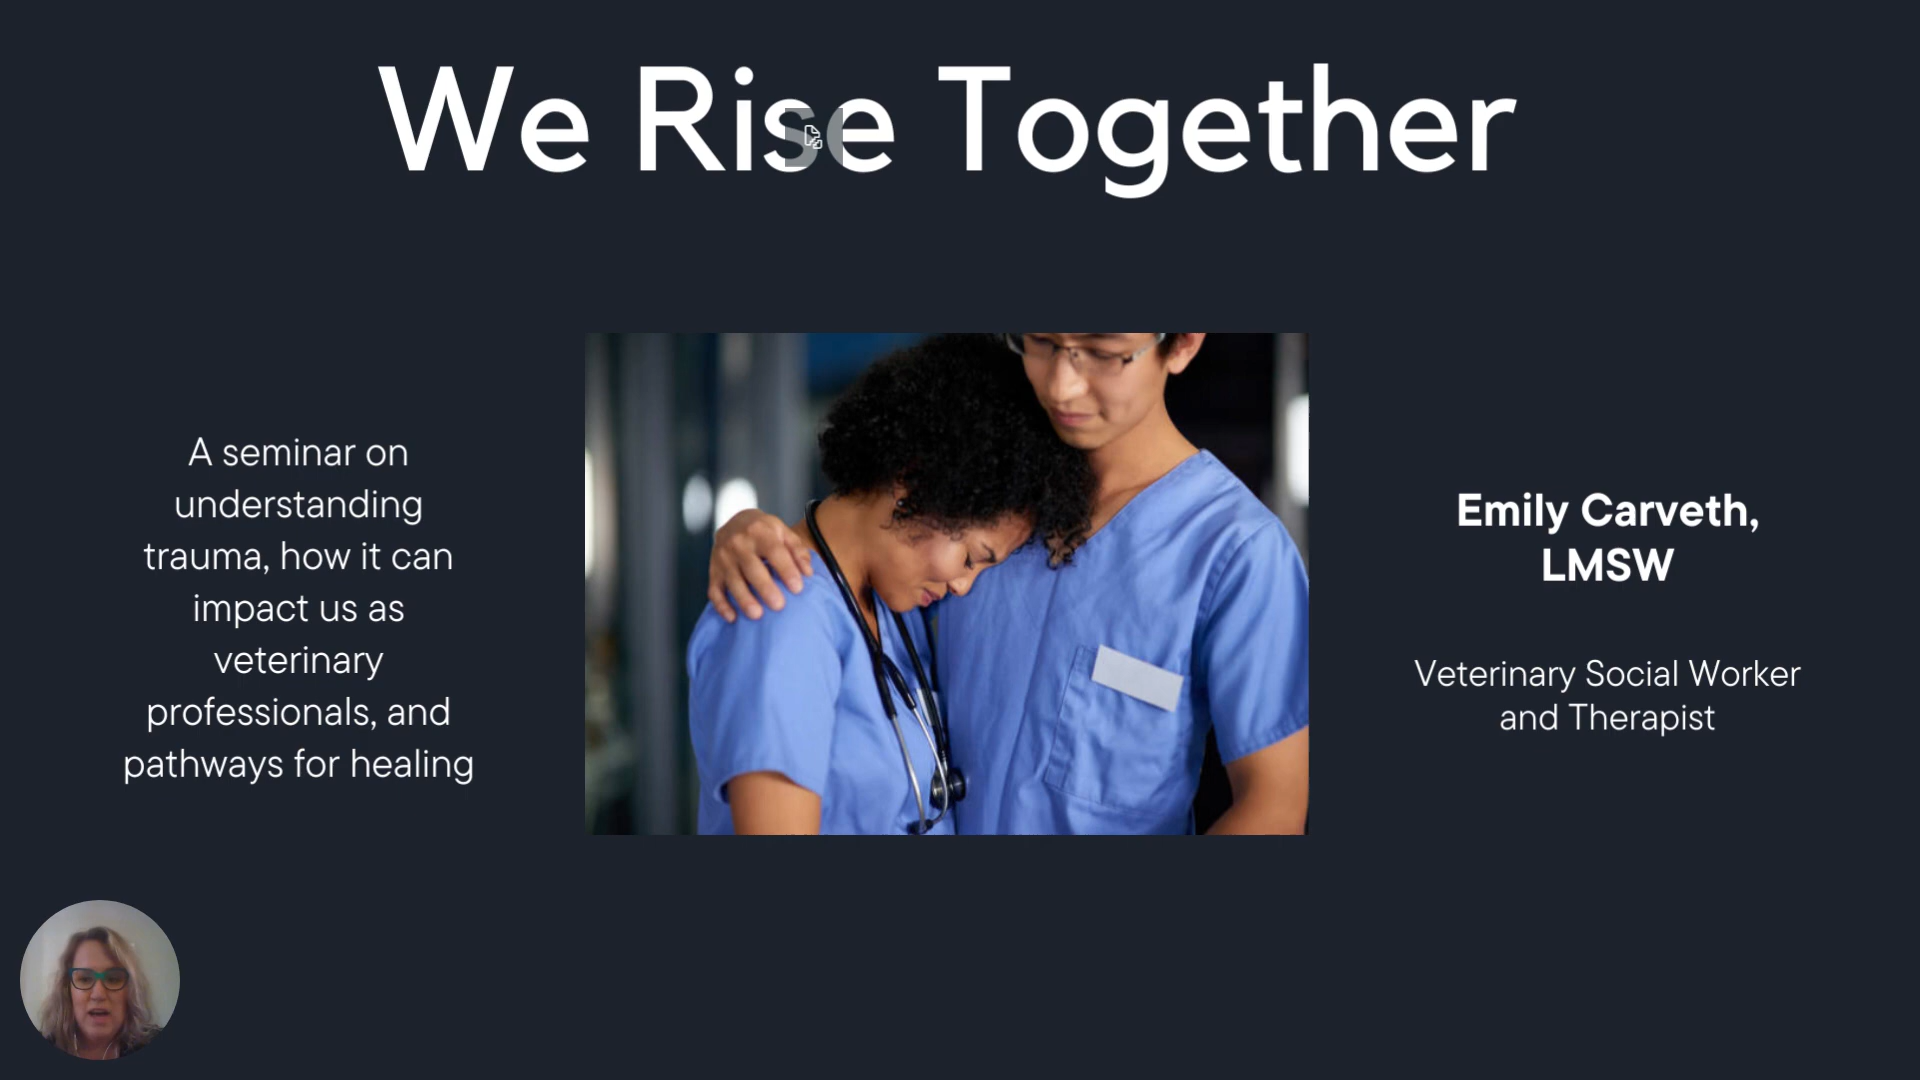 We Rise Together
A seminar on
understanding
trauma, how it can
impact us as
veterinary
professionals, and
pathways for healing
Emily Carveth,
LMSW
Veterinary Social Worker
and Therapist